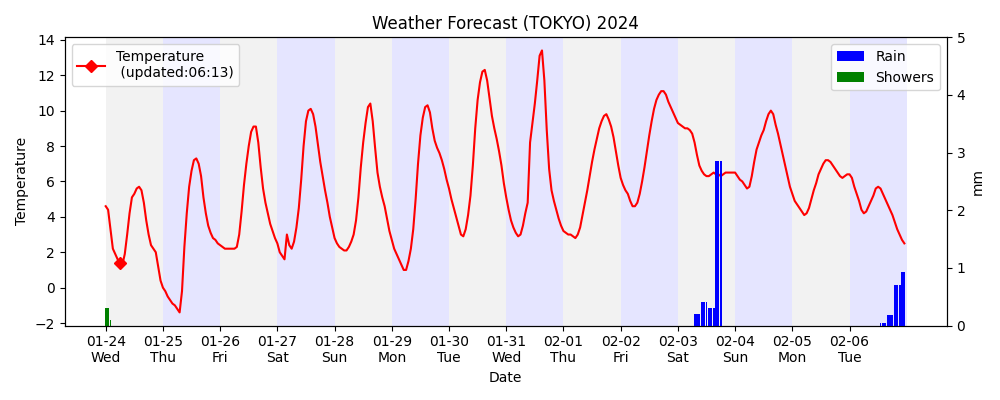 Weather Forecast (TOKYO) 2024
Temperature
(updated:06:13)
Rain
Showers
Temperature
14
12
10
8
6
4
2
0
−2
5
4
3
2
1
0
mm
01-24 01-25 01-26 01-27 01-28 01-29 01-30 01-31 02-01 02-02 02-03 02-04 02-05 02-06
Wed Thu Fri Sat Sun Mon Tue Wed Thu Fri Sat Sun Mon Tue
Date